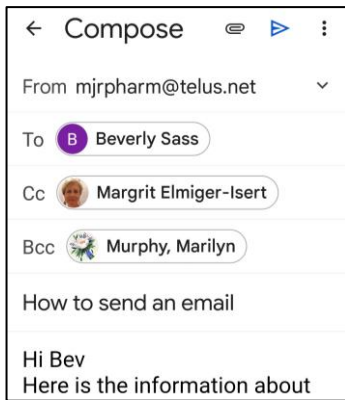 Compose
From mjrpharm@telus.net
To B Beverly Sass
Cc Margrit Elmiger-Isert
Bcc Murphy, Marilyn
How to send an email
Hi Bev
Here is the information about